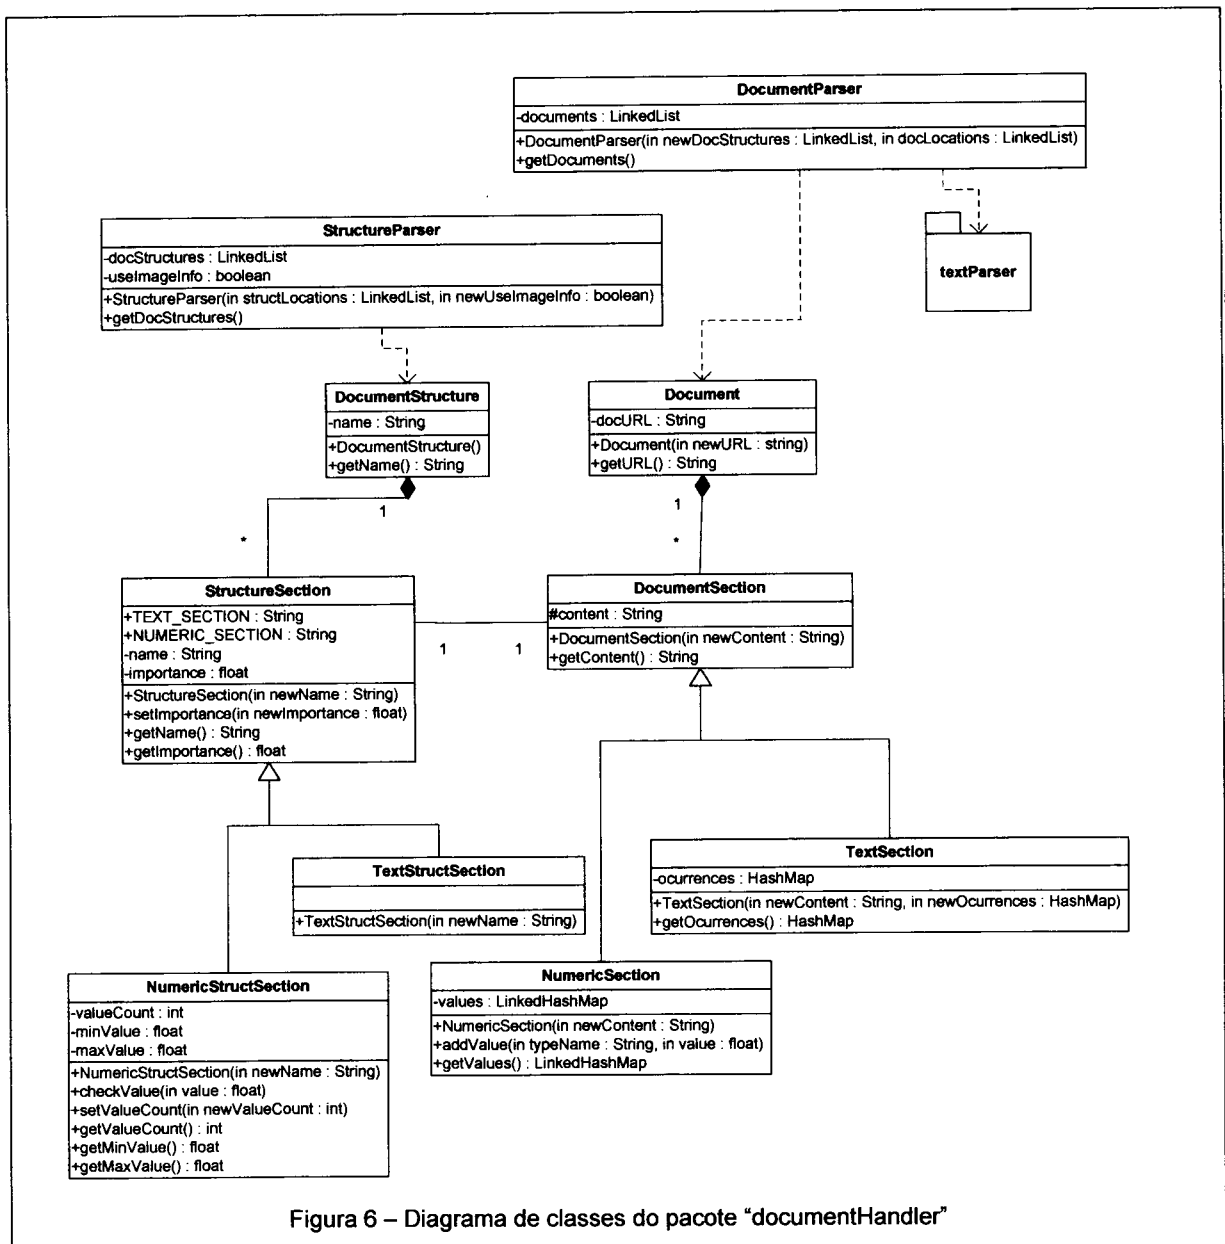 DocumentParser
-documents : LinkedList
+DocumentParser(in newDocStructures : LinkedList, in docLocations : LinkedList)
+getDocuments()
StructureParser
-docStructures : LinkedList
-useImageInfo : boolean
+StructureParser(in structLocations : LinkedList, in newUseImageInfo : boolean)
+getDocStructures()
textParser
DocumentStructure
-name : String
+DocumentStructure()
+getName() : String
Document
-docURL : String
+Document(in newURL : string)
+getURL() : String
1
*
1
*
StructureSection
+TEXT_SECTION : String
+NUMERIC_SECTION : String
-name : String
-importance : float
+StructureSection(in newName : String)
+setImportance(in newImportance : float)
+getName() : String
+getImportance() : float
1
1
DocumentSection
#content : String
+DocumentSection(in newContent : String)
+getContent() : String
TextStructSection
+TextStructSection(in newName : String)
TextSection
-ocurrences : HashMap
+TextSection(in newContent : String, in newOcurrences : HashMap)
+getOcurrences() : HashMap
NumericStructSection
-valueCount : int
-minValue : float
-maxValue : float
+NumericStructSection(in newName : String)
+checkValue(in value : float)
+setValueCount(in newValueCount : int)
+getValueCount() : int
+getMinValue() : float
+getMaxValue() : float
NumericSection
-values : LinkedHashMap
+NumericSection(in newContent : String)
+addValue(in typeName : String, in value : float)
+getValues() : LinkedHashMap
Figura 6 – Diagrama de classes do pacote “documentHandler”